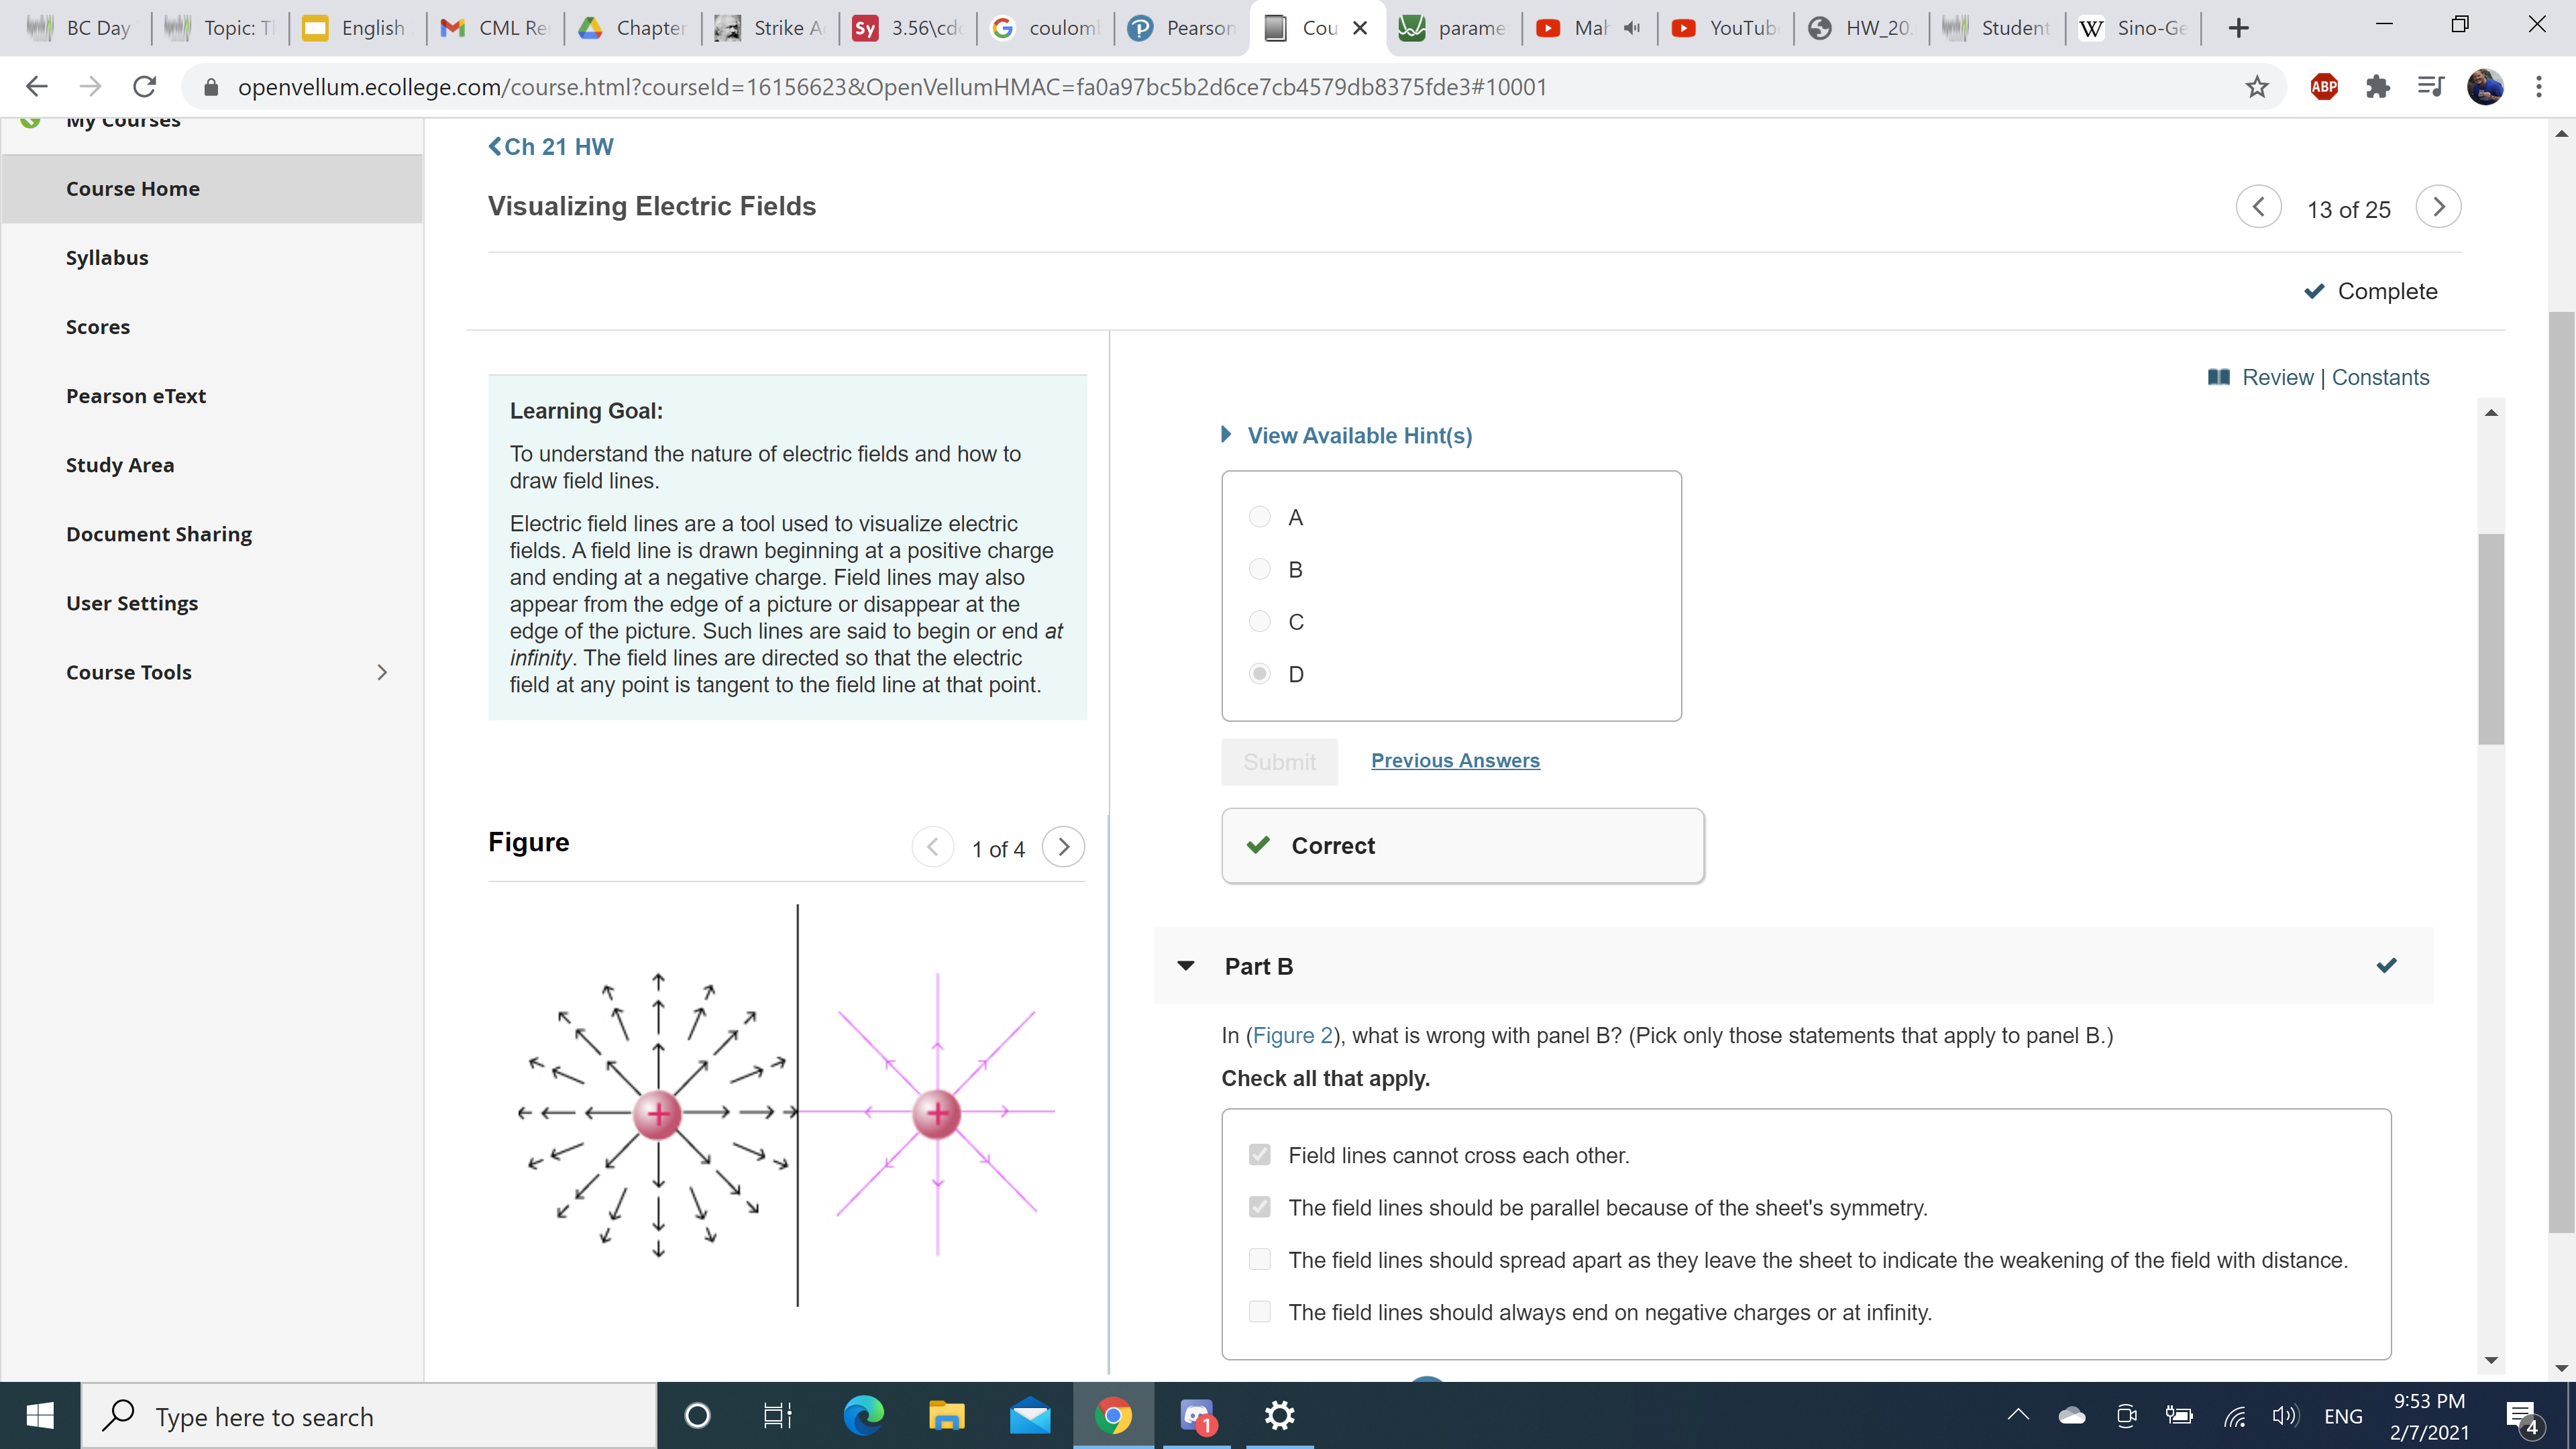 BC Day
Topic: T
English
CML Re
Chapter
Strike A
Sy 3.56\cd
coulom
Pearson
Cou
parame
Mah
YouTub
HW_20.
Student
W Sino-Ge
openvellum.ecollege.com/course.html?courseId=16156623&OpenVellumHMAC=fa0a97bc5b2d6ce7cb4579db8375fde3#10001
ABP
My Courses
Course Home
Syllabus
Scores
Pearson eText
Study Area
Document Sharing
User Settings
Course Tools
Ch 21 HW
Visualizing Electric Fields
13 of 25
Complete
Review | Constants
Learning Goal:
To understand the nature of electric fields and how to
draw field lines.
Electric field lines are a tool used to visualize electric
fields. A field line is drawn beginning at a positive charge
and ending at a negative charge. Field lines may also
appear from the edge of a picture or disappear at the
edge of the picture. Such lines are said to begin or end at
infinity. The field lines are directed so that the electric
field at any point is tangent to the field line at that point.
Figure
1 of 4
+ +
View Available Hint(s)
A
B
C
D
Submit
Previous Answers
Correct
Part B
In (Figure 2), what is wrong with panel B? (Pick only those statements that apply to panel B.)
Check all that apply.
Field lines cannot cross each other.
The field lines should be parallel because of the sheet's symmetry.
The field lines should spread apart as they leave the sheet to indicate the weakening of the field with distance.
The field lines should always end on negative charges or at infinity.
Type here to search
1
ENG
9:53 PM
2/7/2021
4